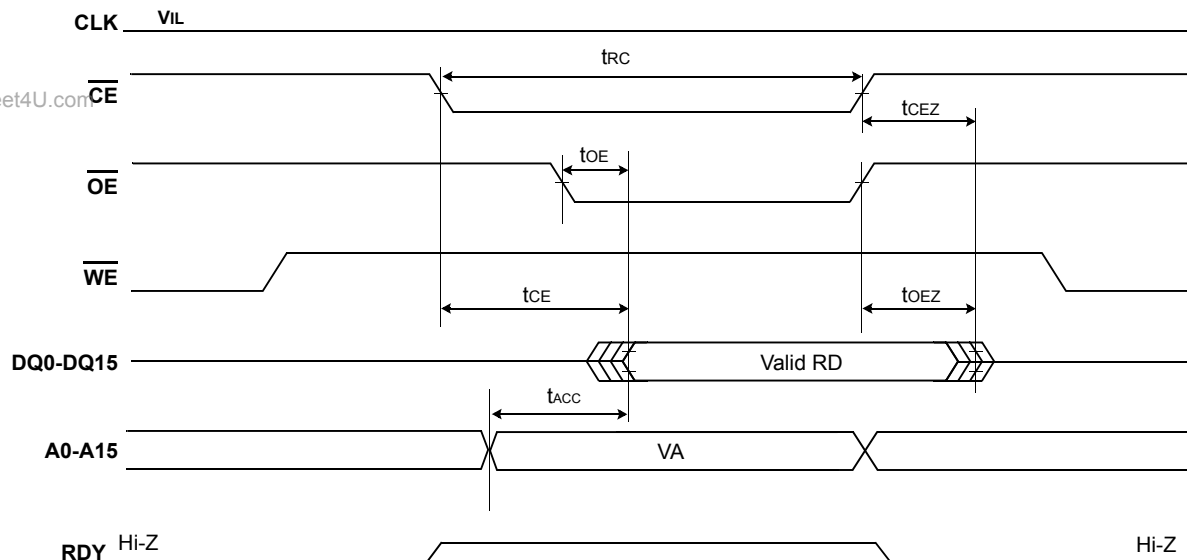 CLK VIL
tRC
eet4U.com
CE
tCEZ
tOE
OE
WE
tCE
tOEZ
DQ0-DQ15
Valid RD
tACC
A0-A15
VA
RDY Hi-Z
Hi-Z